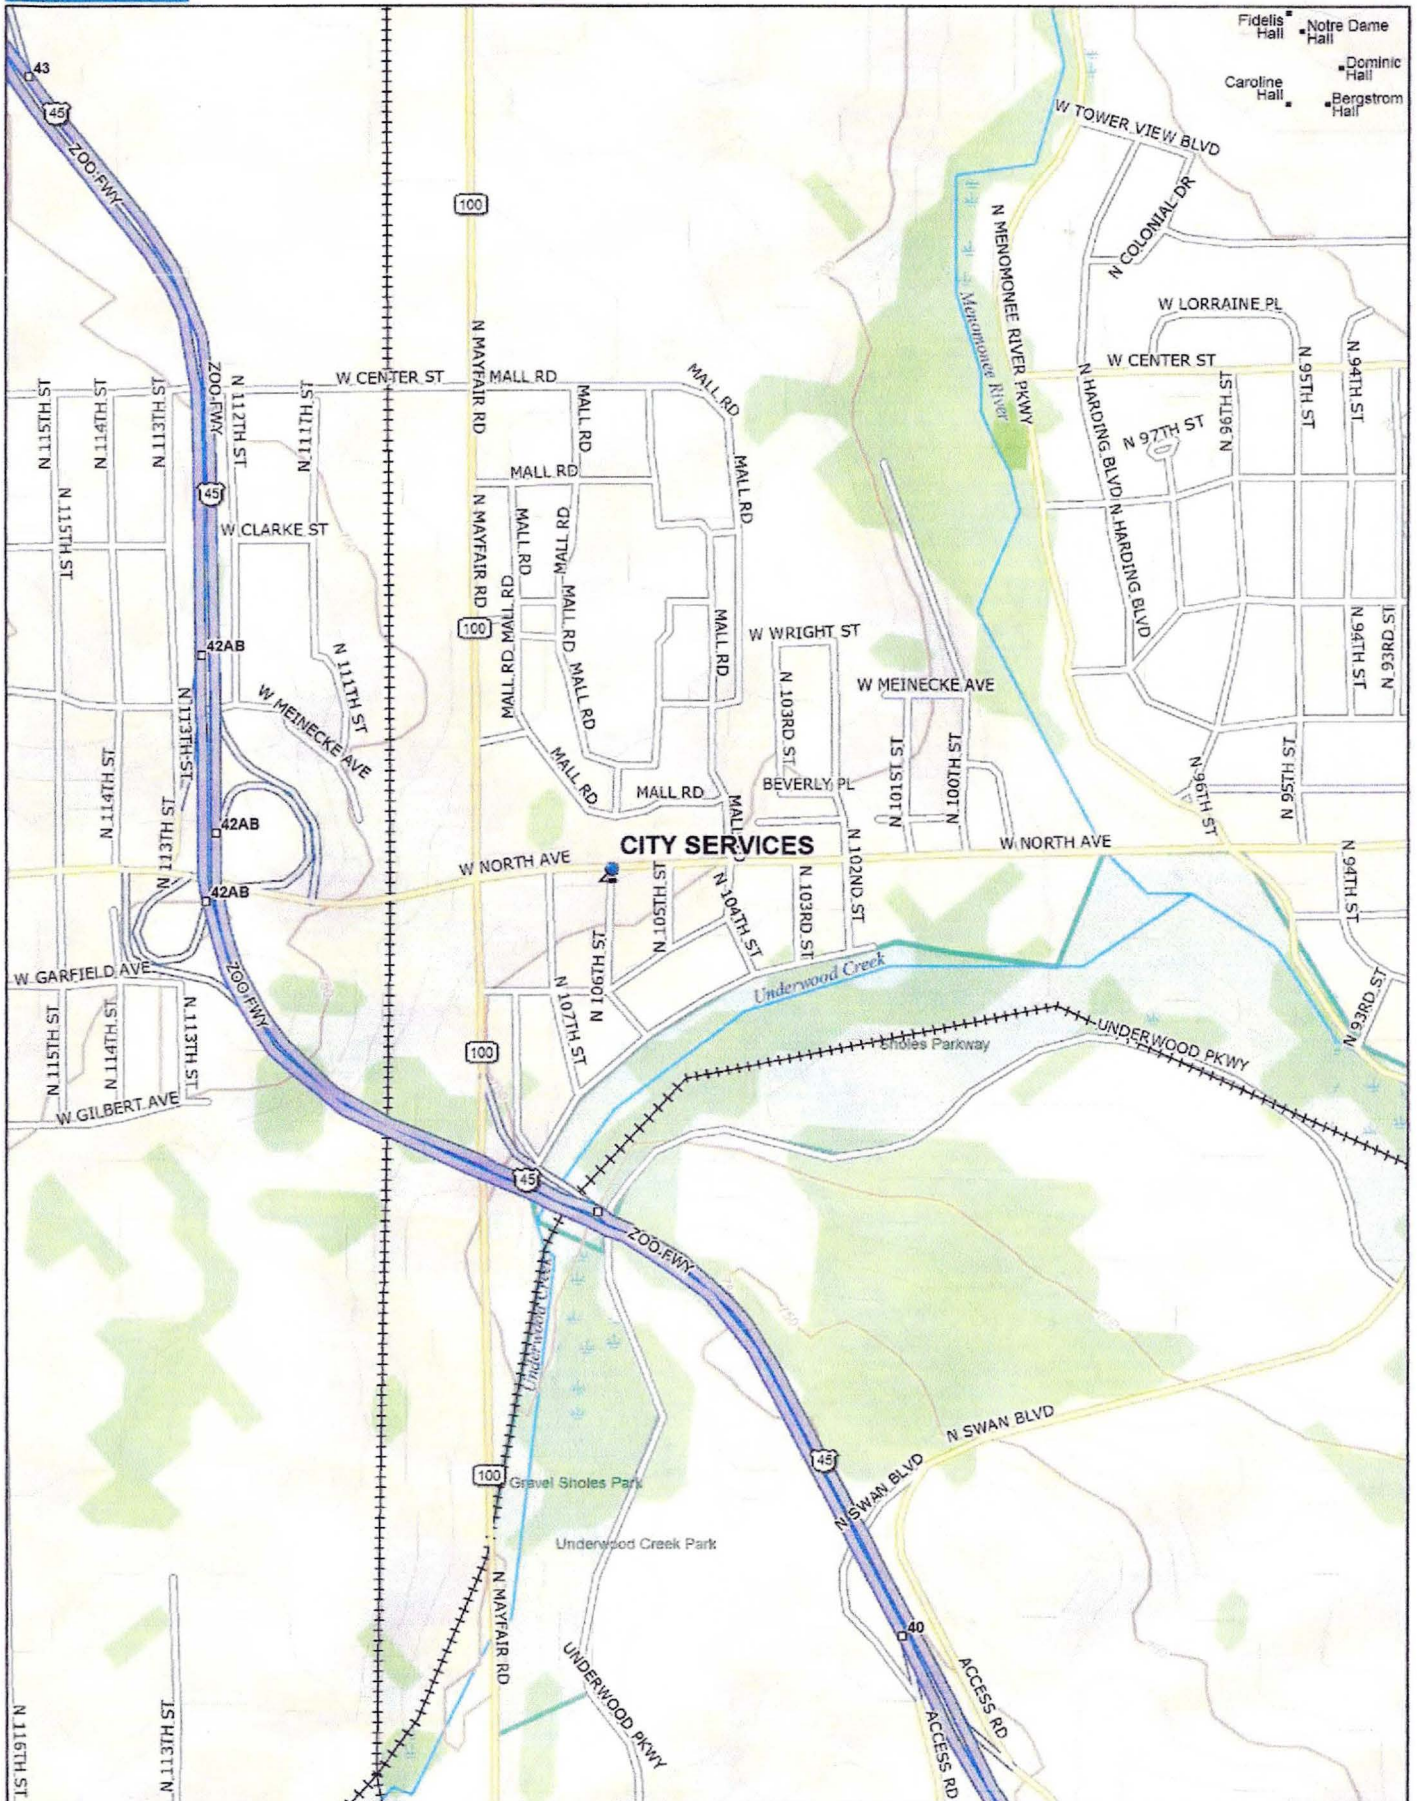 Fidelis Hall
Notre Dame Hall
Dominic Hall
Caroline Hall
Bergstrom Hall
43
45
ZOO FWY
100
W TOWER VIEW BLVD
N COLONIAL DR
N MENOMONEE RIVER PKWY
Menomonee River
W LORRAINE PL
N MAYFAIR RD
W CENTER ST
MALL RD
MALL RD
W CENTER ST
N 95TH ST
N 94TH ST
N 115TH ST
N 114TH ST
N 113TH ST
ZOO FWY
N 112TH ST
N 111TH ST
MALL RD
N HARDING BLVD
N 97TH ST
N 96TH ST
MALL RD
MALL RD
45
N 115TH ST
W CLARKE ST
N MAYFAIR RD
MALL RD
MALL RD
N HARDING BLVD
MALL RD
MALL RD
100
42AB
MALL RD
MALL RD
W WRIGHT ST
N 94TH ST
N 93RD ST
N 111TH ST
MALL RD
N 103RD ST
W MEINECKE AVE
N 113TH ST
W MEINECKE AVE
N 114TH ST
MALL RD
MALL RD
BEVERLY PL
N 101ST ST
N 100TH ST
N 96TH ST
N 95TH ST
N 113TH ST
42AB
MALL
CITY SERVICES
W NORTH AVE
W NORTH AVE
42AB
N 105TH ST
N 104TH ST
N 103RD ST
N 102ND ST
N 94TH ST
W GARFIELD AVE
ZOO FWY
N 106TH ST
N 107TH ST
Underwood Creek
N 93RD ST
N 115TH ST
N 114TH ST
N 113TH ST
100
Sholes Parkway
UNDERWOOD PKWY
W GILBERT AVE
45
ZOO FWY
Underwood Creek
750
N SWAN BLVD
45
N SWAN BLVD
100
Gravel Sholes Park
Underwood Creek Park
N MAYFAIR RD
40
UNDERWOOD PKWY
ACCESS RD
ACCESS RD
N 116TH ST
N 113TH ST